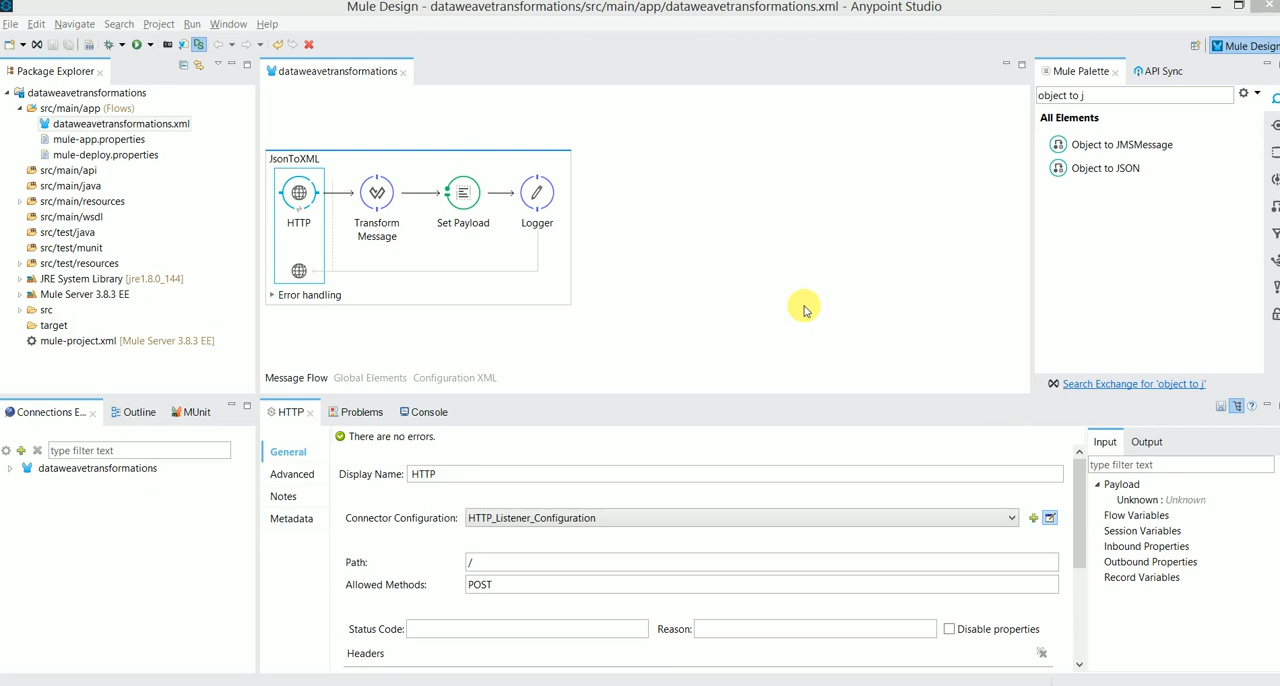 Mule Design - dataweavetransformations/src/main/app/dataweavetransformations.xml - Anypoint Studio
File Edit Navigate Search Project Run Window Help
Mule Design
Package Explorer
dataweavetransformations
src/main/app (Flows)
dataweavetransformations.xml
mule-app.properties
mule-deploy.properties
src/main/api
src/main/java
src/main/resources
src/main/wsdl
src/test/java
src/test/munit
src/test/resources
JRE System Library [jre1.8.0_144]
Mule Server 3.8.3 EE
src
target
mule-project.xml [Mule Server 3.8.3 EE]
dataweavetransformations
JsonToXML
HTTP
Transform
Message
Set Payload
Logger
Error handling
Message Flow Global Elements Configuration XML
Mule Palette API Sync
object to j
All Elements
Object to JMSMessage
Object to JSON
Search Exchange for 'object to j'
Connections E... Outline MUnit
type filter text
dataweavetransformations
HTTP Problems Console
There are no errors.
General
Advanced
Notes
Metadata
Display Name: HTTP
Connector Configuration: HTTP_Listener_Configuration
Path: /
Allowed Methods: POST
Status Code: Reason: Disable properties
Headers
Input Output
type filter text
Payload
Unknown : Unknown
Flow Variables
Session Variables
Inbound Properties
Outbound Properties
Record Variables